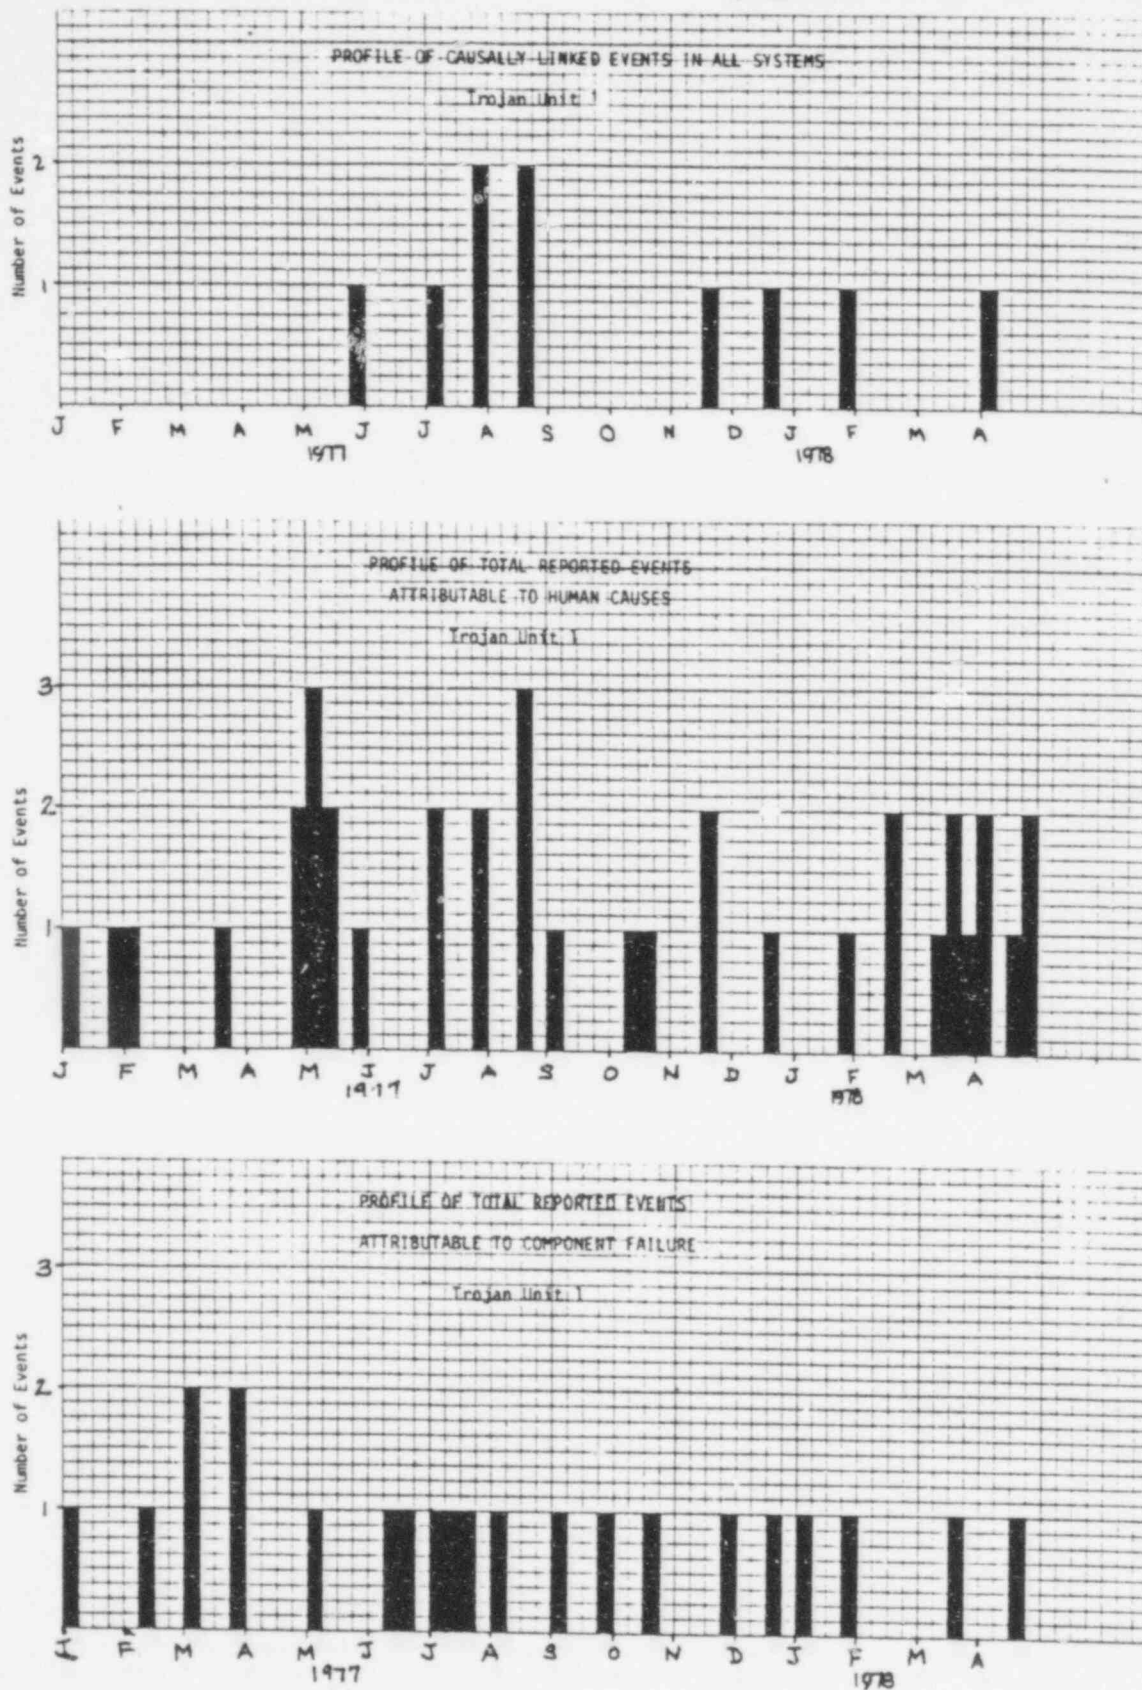 PROFILE OF CAUSALLY LINKED EVENTS IN ALL SYSTEMS
Trojan Unit 1
Number of Events
2
1
J F M A M J J A S O N D J F M A
1977 1978
PROFILE OF TOTAL REPORTED EVENTS
ATTRIBUTABLE TO HUMAN CAUSES
Trojan Unit 1
Number of Events
3
2
1
J F M A M J J A S O N D J F M A
1977 1978
PROFILE OF TOTAL REPORTED EVENTS
ATTRIBUTABLE TO COMPONENT FAILURE
Trojan Unit 1
Number of Events
3
2
1
J F M A M J J A S O N D J F M A
1977 1978